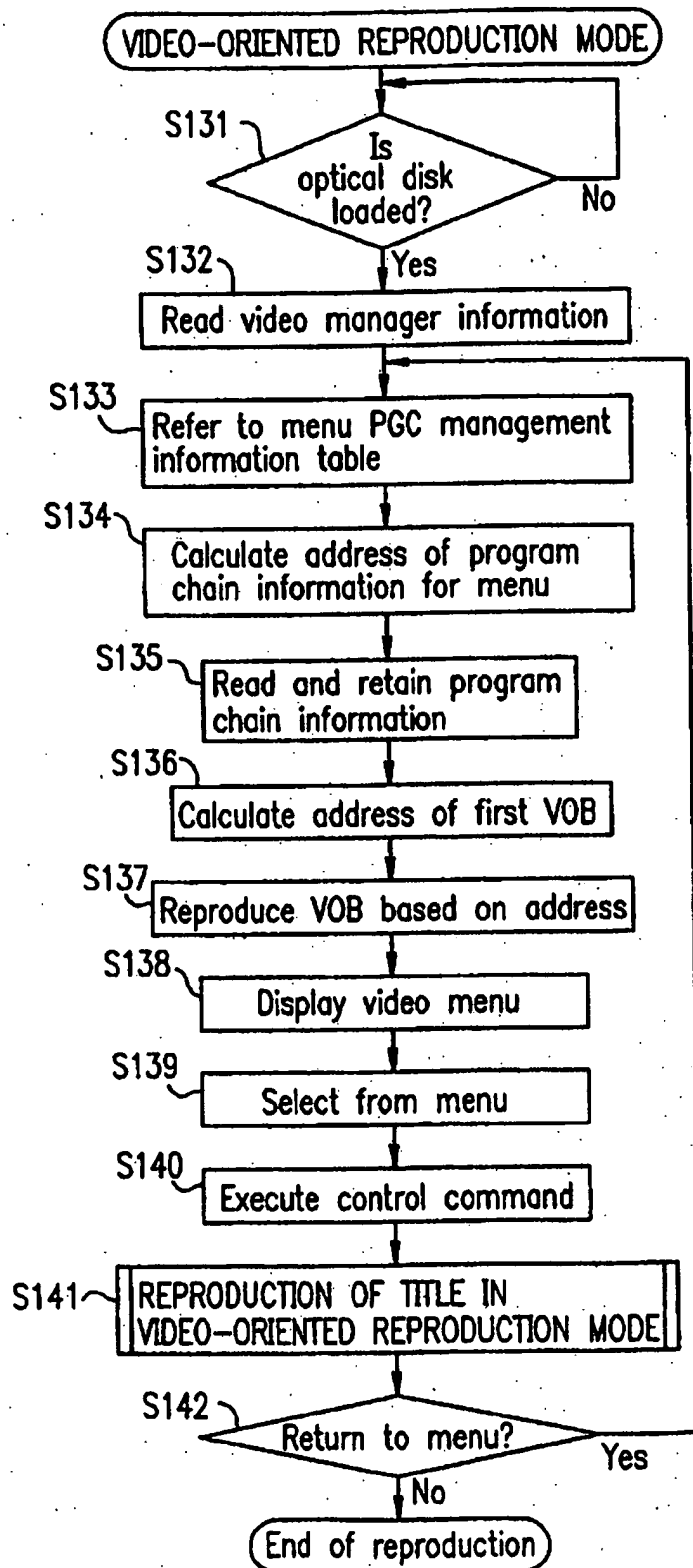 VIDEO-ORIENTED REPRODUCTION MODE
S131
Is
optical disk
loaded?
No
Yes
S132
Read video manager information
S133
Refer to menu PGC management
information table
S134
Calculate address of program
chain information for menu
S135
Read and retain program
chain information
S136
Calculate address of first VOB
S137
Reproduce VOB based on address
S138
Display video menu
S139
Select from menu
S140
Execute control command
S141
REPRODUCTION OF TITLE IN
VIDEO-ORIENTED REPRODUCTION MODE
S142
Return to menu?
Yes
No
End of reproduction